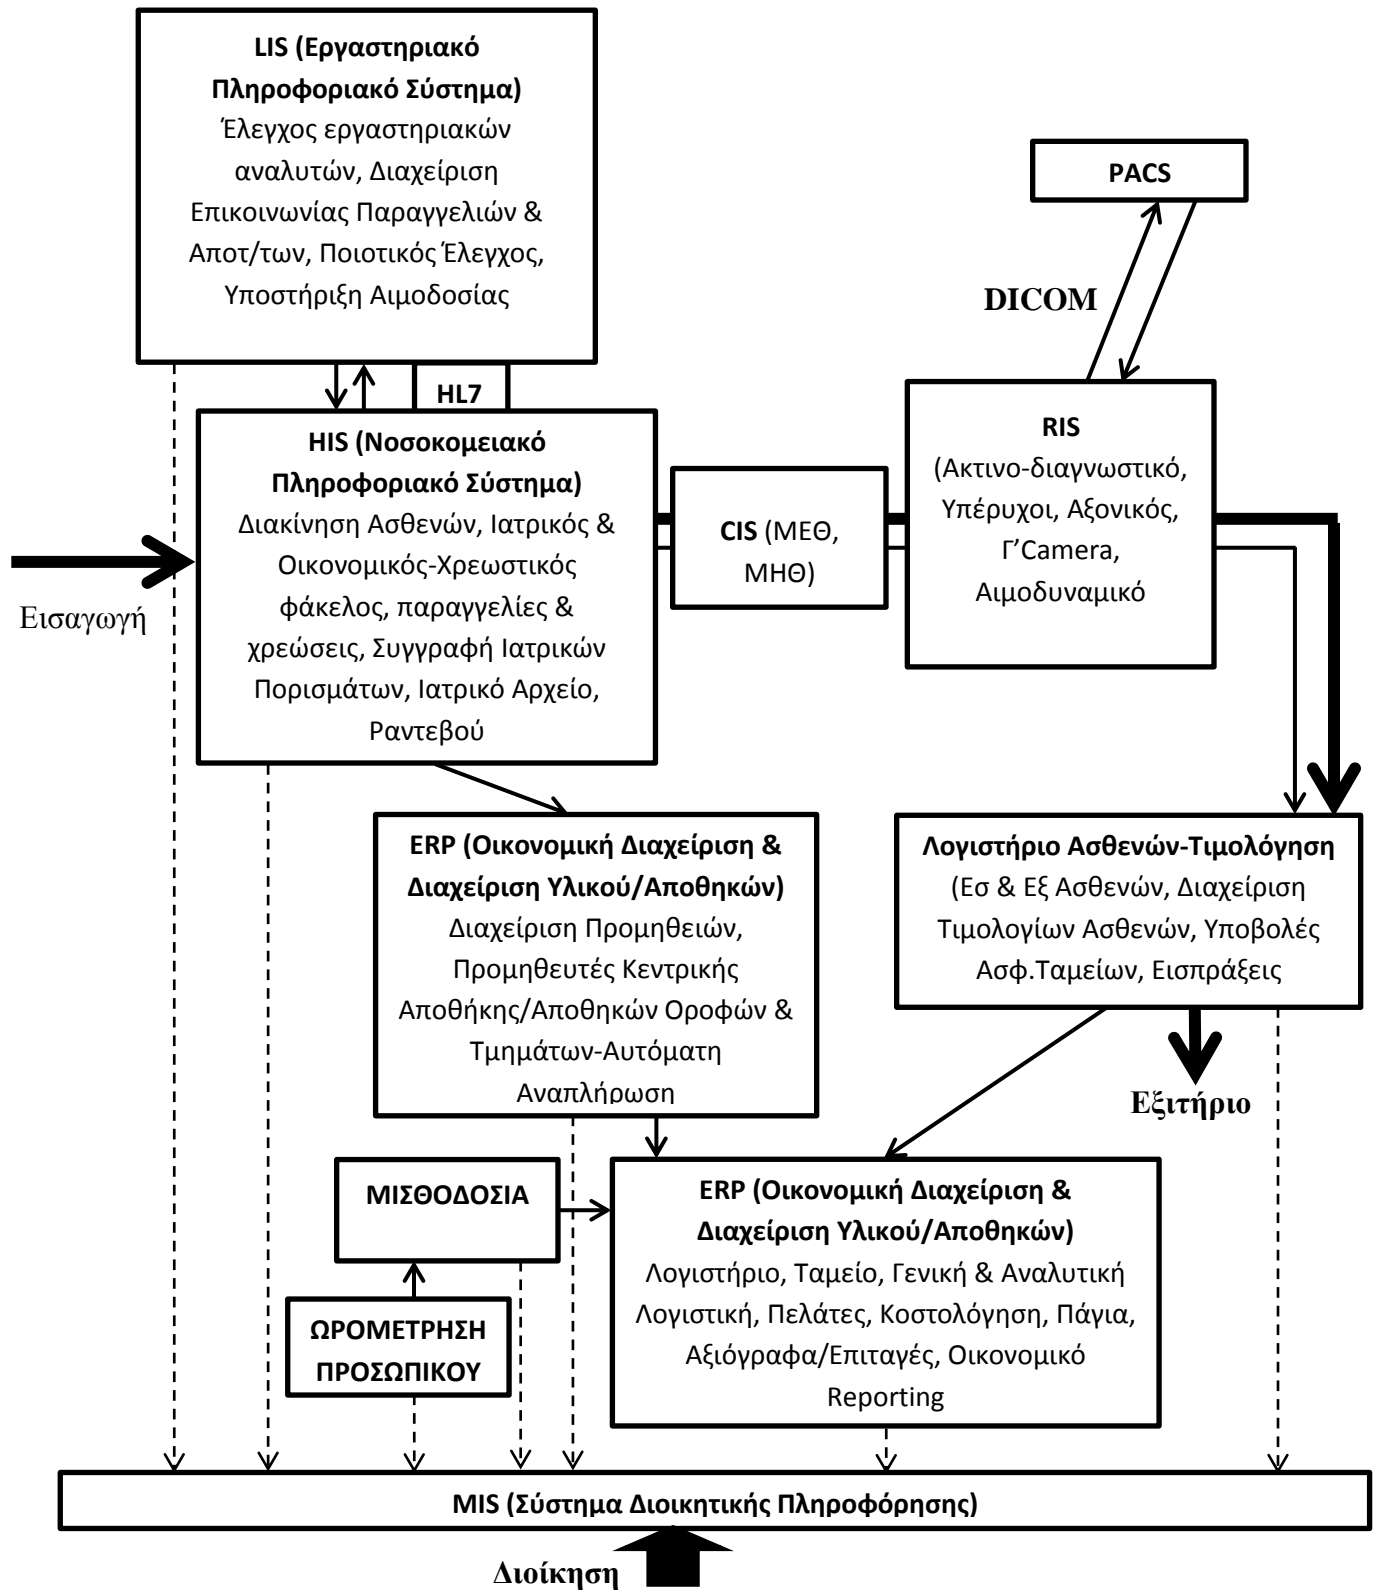 LIS (Εργαστηριακό
Πληροφοριακό Σύστημα)
Έλεγχος εργαστηριακών
αναλυτών, Διαχείριση
Επικοινωνίας Παραγγελιών &
Αποτ/των, Ποιοτικός Έλεγχος,
Υποστήριξη Αιμοδοσίας
PACS
DICOM
HL7
HIS (Νοσοκομειακό
Πληροφοριακό Σύστημα)
Διακίνηση Ασθενών, Ιατρικός &
Οικονομικός-Χρεωστικός
φάκελος, παραγγελίες &
χρεώσεις, Συγγραφή Ιατρικών
Πορισμάτων, Ιατρικό Αρχείο,
Ραντεβού
Εισαγωγή
CIS (ΜΕΘ,
ΜΗΘ)
RIS
(Ακτινο-διαγνωστικό,
Υπέρυχοι, Αξονικός,
Γ’Camera,
Αιμοδυναμικό
ERP (Οικονομική Διαχείριση &
Διαχείριση Υλικού/Αποθηκών)
Διαχείριση Προμηθειών,
Προμηθευτές Κεντρικής
Αποθήκης/Αποθηκών Οροφών &
Τμημάτων-Αυτόματη
Αναπλήρωση
Λογιστήριο Ασθενών-Τιμολόγηση
(Εσ & Εξ Ασθενών, Διαχείριση
Τιμολογίων Ασθενών, Υποβολές
Ασφ.Ταμείων, Εισπράξεις
Εξιτήριο
ΜΙΣΘΟΔΟΣΙΑ
ΩΡΟΜΕΤΡΗΣΗ
ΠΡΟΣΩΠΙΚΟΥ
ERP (Οικονομική Διαχείριση &
Διαχείριση Υλικού/Αποθηκών)
Λογιστήριο, Ταμείο, Γενική & Αναλυτική
Λογιστική, Πελάτες, Κοστολόγηση, Πάγια,
Αξιόγραφα/Επιταγές, Οικονομικό
Reporting
MIS (Σύστημα Διοικητικής Πληροφόρησης)
Διοίκηση